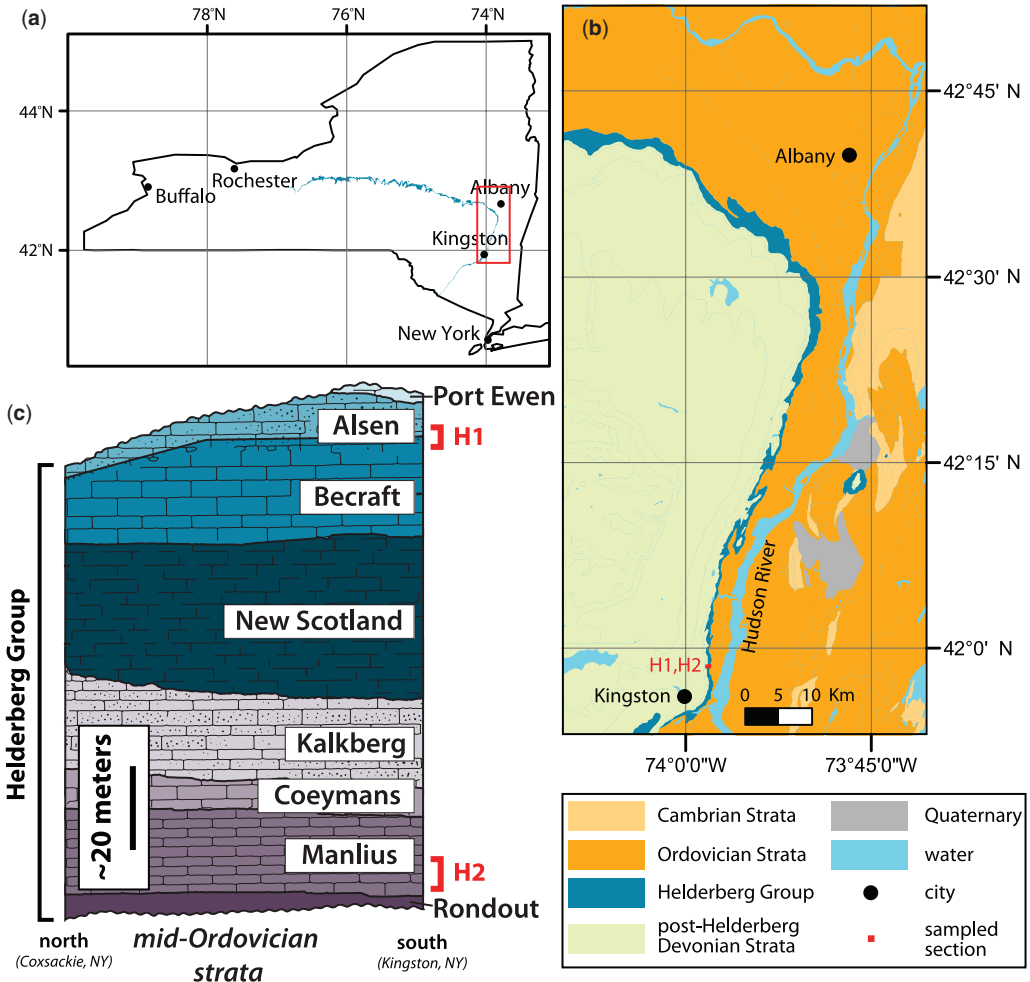 (a)
78°N
76°N
74°N
44°N
42°N
Rochester
Buffalo
Albany
Kingston
New York
(b)
42°45' N
42°30' N
42°15' N
42°0' N
Albany
Hudson River
H1,H2
Kingston
0 5 10 Km
74°0'0"W
73°45'0"W
(c)
Port Ewen
Alsen
H1
Becraft
New Scotland
Kalkberg
Coeymans
Manlius
H2
Rondout
Helderberg Group
~20 meters
north
(Coxsackie, NY)
mid-Ordovician
strata
south
(Kingston, NY)
Cambrian Strata
Ordovician Strata
Helderberg Group
post-Helderberg
Devonian Strata
Quaternary
water
city
sampled
section